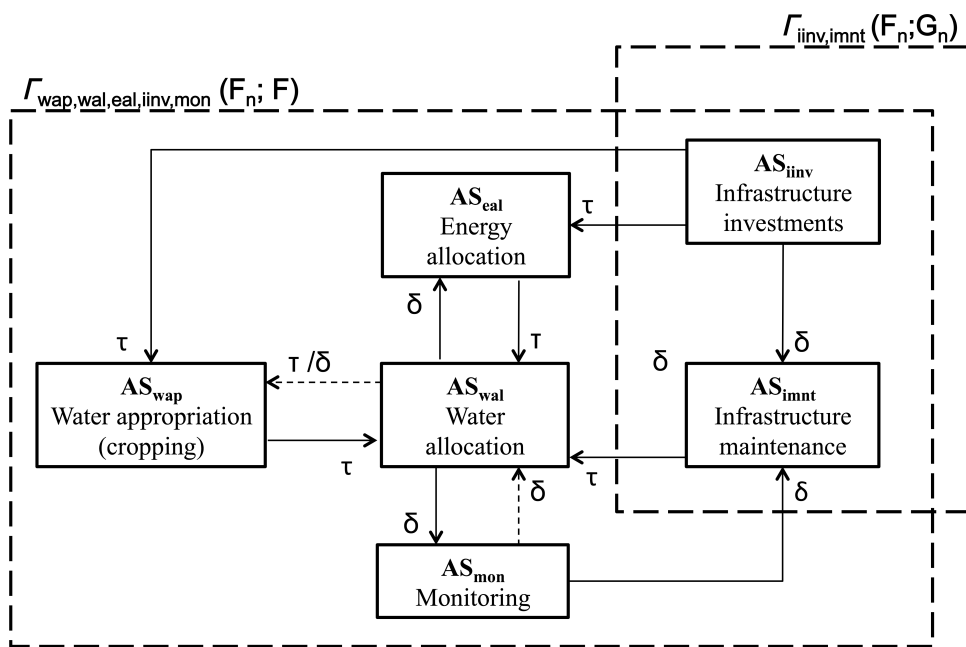 Γiinv,imnt (Fn;Gn)
Γwap,wal,eal,iinv,mon (Fn; F)
ASiinv
Infrastructure
investments
ASeal
Energy
allocation
τ
δ
τ
τ
δ
τ /δ
δ
ASwap
Water appropriation
(cropping)
ASwal
Water
allocation
ASimnt
Infrastructure
maintenance
τ
τ
δ
δ
δ
ASmon
Monitoring